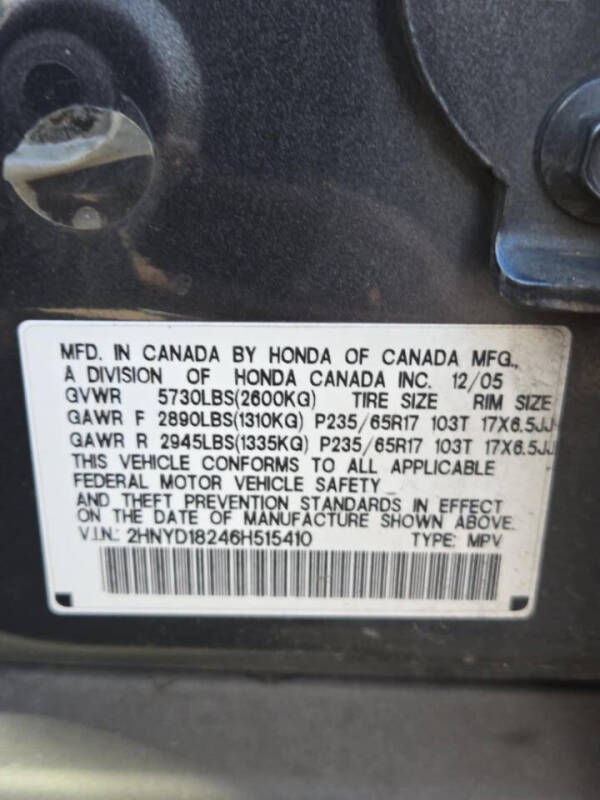 MFD. IN CANADA BY HONDA OF CANADA MFG.,
A DIVISION OF HONDA CANADA INC. 12/05
GVWR 5730LBS(2600KG) TIRE SIZE RIM SIZE
GAWR F 2890LBS(1310KG) P235/65R17 103T 17X6.5JJ
GAWR R 2945LBS(1335KG) P235/65R17 103T 17X6.5JJ
THIS VEHICLE CONFORMS TO ALL APPLICABLE
FEDERAL MOTOR VEHICLE SAFETY
AND THEFT PREVENTION STANDARDS IN EFFECT
ON THE DATE OF MANUFACTURE SHOWN ABOVE.
V.I.N.: 2HNYD18246H515410 TYPE: MPV